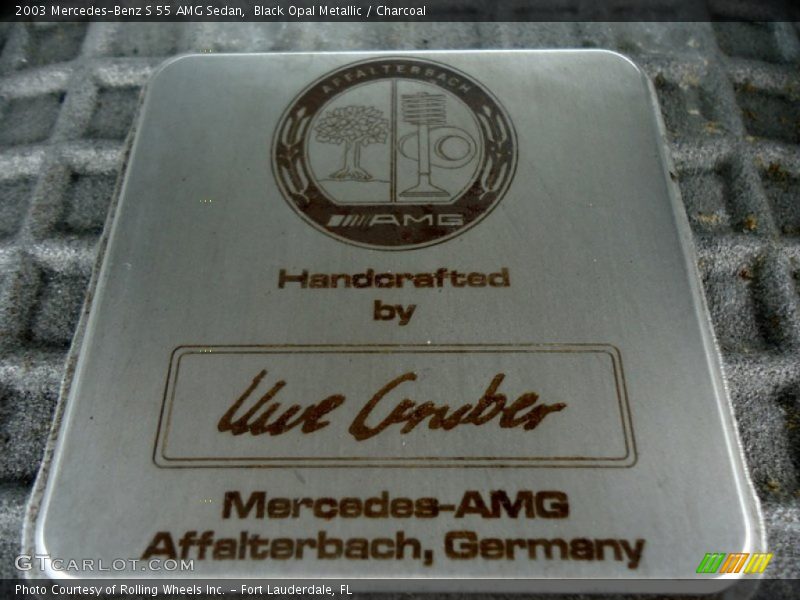 2003 Mercedes-Benz S 55 AMG Sedan,  Black Opal Metallic / Charcoal
AFFALTERBACH
AMG
Handcrafted
by
Uwe Gruber
Mercedes-AMG
Affalterbach, Germany
GTCARLOT.COM
Photo Courtesy of Rolling Wheels Inc. - Fort Lauderdale, FL